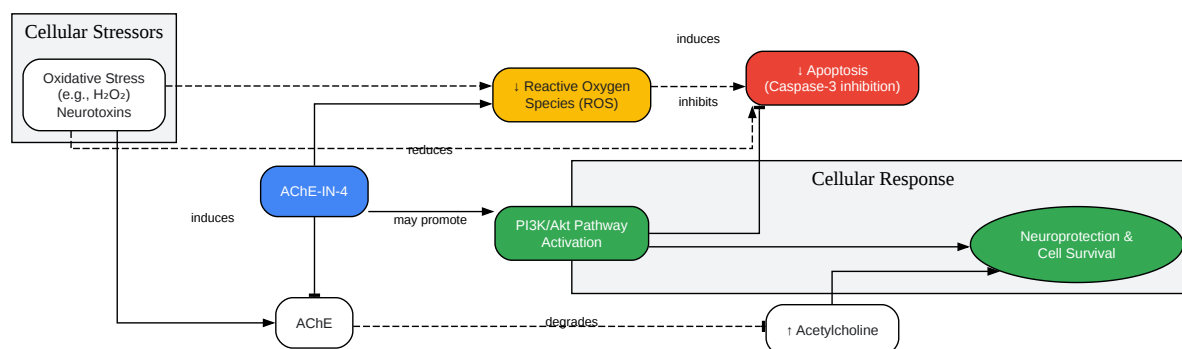 Cellular Stressors
Oxidative Stress
(e.g., H₂O₂)
Neurotoxins
induces
↓ Reactive Oxygen
Species (ROS)
inhibits
↓ Apoptosis
(Caspase-3 inhibition)
reduces
Cellular Response
AChE-IN-4
induces
may promote
PI3K/Akt Pathway
Activation
Neuroprotection &
Cell Survival
AChE
degrades
↑ Acetylcholine